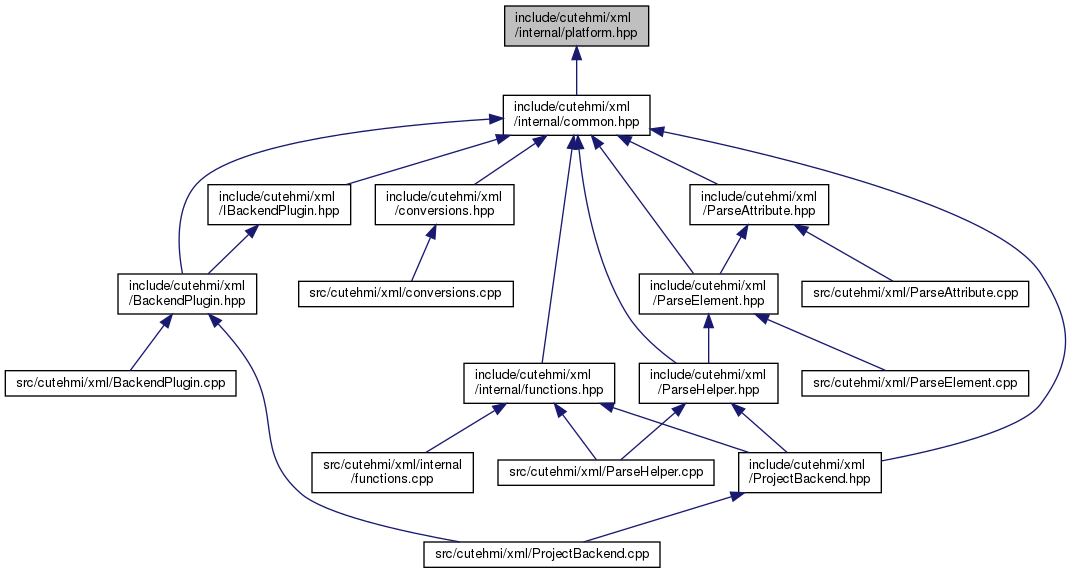 include/cutehmi/xml
/internal/platform.hpp
include/cutehmi/xml
/internal/common.hpp
include/cutehmi/xml
/IBackendPlugin.hpp
include/cutehmi/xml
/conversions.hpp
include/cutehmi/xml
/ParseAttribute.hpp
include/cutehmi/xml
/BackendPlugin.hpp
src/cutehmi/xml/conversions.cpp
include/cutehmi/xml
/ParseElement.hpp
src/cutehmi/xml/ParseAttribute.cpp
src/cutehmi/xml/BackendPlugin.cpp
include/cutehmi/xml
/internal/functions.hpp
include/cutehmi/xml
/ParseHelper.hpp
src/cutehmi/xml/ParseElement.cpp
src/cutehmi/xml/internal
/functions.cpp
src/cutehmi/xml/ParseHelper.cpp
include/cutehmi/xml
/ProjectBackend.hpp
src/cutehmi/xml/ProjectBackend.cpp